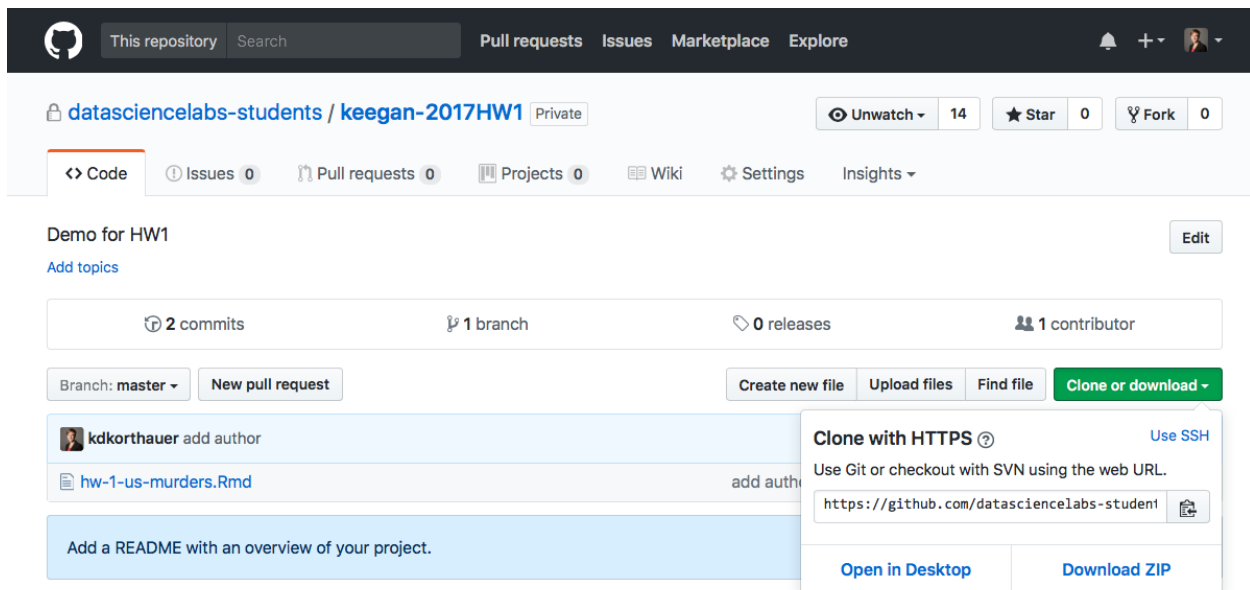 This repository Search Pull requests Issues Marketplace Explore
datasciencelabs-students / keegan-2017HW1 Private Unwatch 14 Star 0 Fork 0
Code Issues 0 Pull requests 0 Projects 0 Wiki Settings Insights
Demo for HW1 Edit
Add topics
2 commits 1 branch 0 releases 1 contributor
Branch: master New pull request Create new file Upload files Find file Clone or download
kdkorthauer add author
Clone with HTTPS ? Use SSH
Use Git or checkout with SVN using the web URL.
hw-1-us-murders.Rmd add autho
https://github.com/datasciencelabs-student
Add a README with an overview of your project.
Open in Desktop Download ZIP